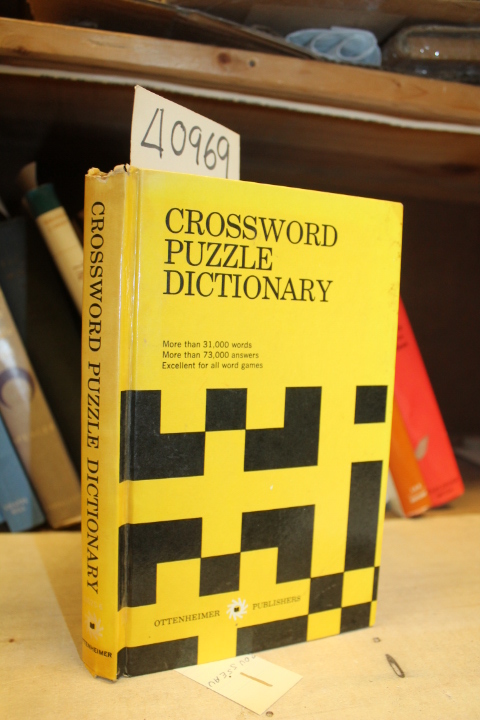 40969
CROSSWORD
PUZZLE
DICTIONARY
More than 31,000 words
More than 73,000 answers
Excellent for all word games
OTTENHEIMER PUBLISHERS
CROSSWORD PUZZLE DICTIONARY
OTTENHEIMER